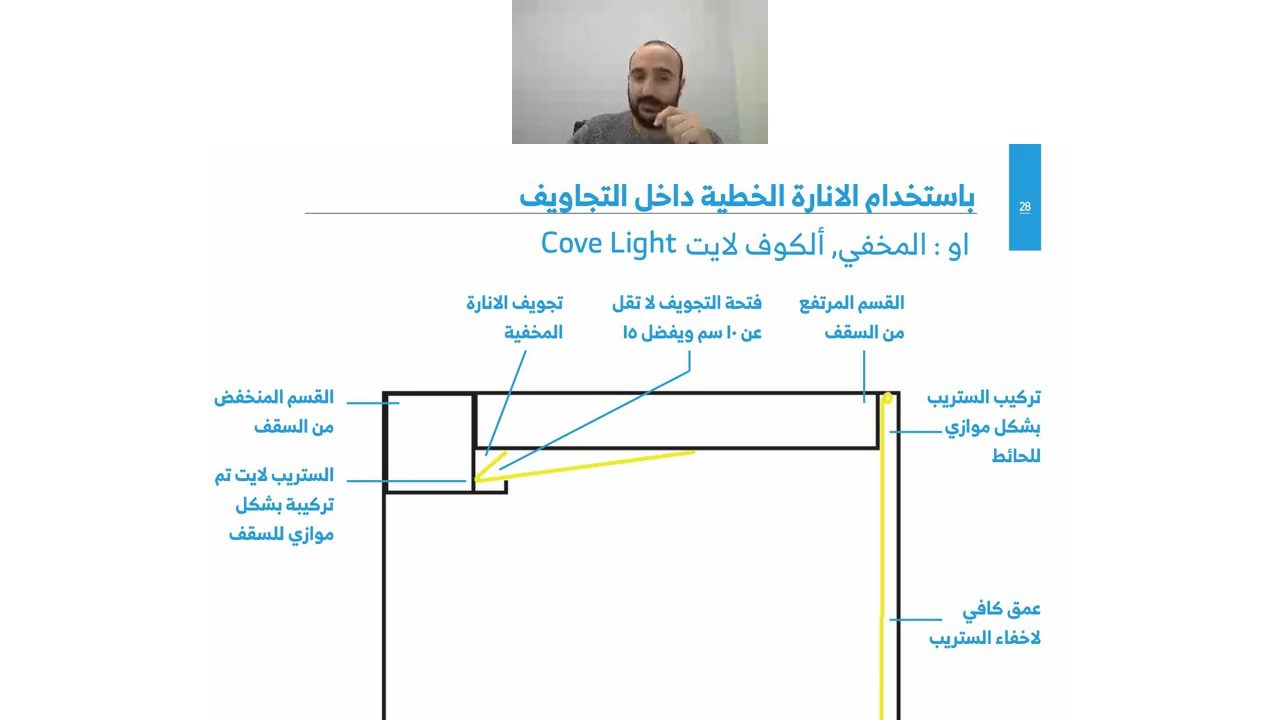 باستخدام الانارة الخطية داخل التجاويف
28
او : المخفي, ألكوف لايت Cove Light
القسم المرتفع
من السقف
فتحة التجويف لا تقل
عن ١٠ سم ويفضل ١٥
تجويف الانارة
المخفية
تركيب الستريب
بشكل موازي
للحائط
القسم المنخفض
من السقف
الستريب لايت تم
تركيبة بشكل
موازي للسقف
عمق كافي
لاخفاء الستريب